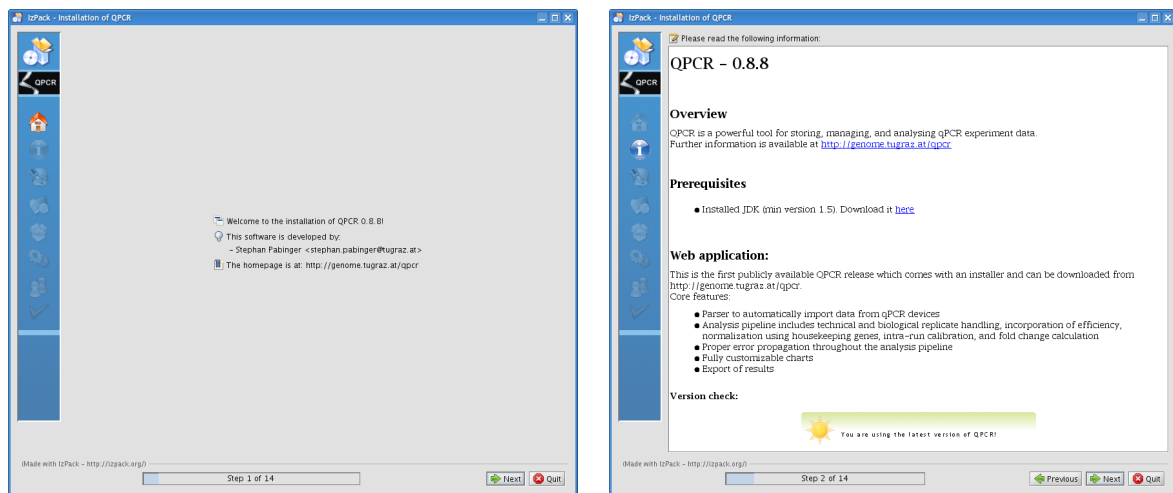 IzPack - Installation of QPCR
QPCR
Welcome to the installation of QPCR 0.8.8!
This software is developed by:
- Stephan Pabinger <stephan.pabinger@tugraz.at>
The homepage is at: http://genome.tugraz.at/qpcr
(Made with IzPack - http://izpack.org/)
Step 1 of 14
Next
Quit
IzPack - Installation of QPCR
Please read the following information:
QPCR
QPCR - 0.8.8
Overview
QPCR is a powerful tool for storing, managing, and analysing qPCR experiment data.
Further information is available at http://genome.tugraz.at/qpcr
Prerequisites
● Installed JDK (min version 1.5). Download it here
Web application:
This is the first publicly available QPCR release which comes with an installer and can be downloaded from
http://genome.tugraz.at/qpcr.
Core features:
● Parser to automatically import data from qPCR devices
● Analysis pipeline includes technical and biological replicate handling, incorporation of efficiency,
normalization using housekeeping genes, intra-run calibration, and fold change calculation
● Proper error propagation throughout the analysis pipeline
● Fully customizable charts
● Export of results
Version check:
You are using the latest version of QPCR!
(Made with IzPack - http://izpack.org/)
Step 2 of 14
Previous
Next
Quit